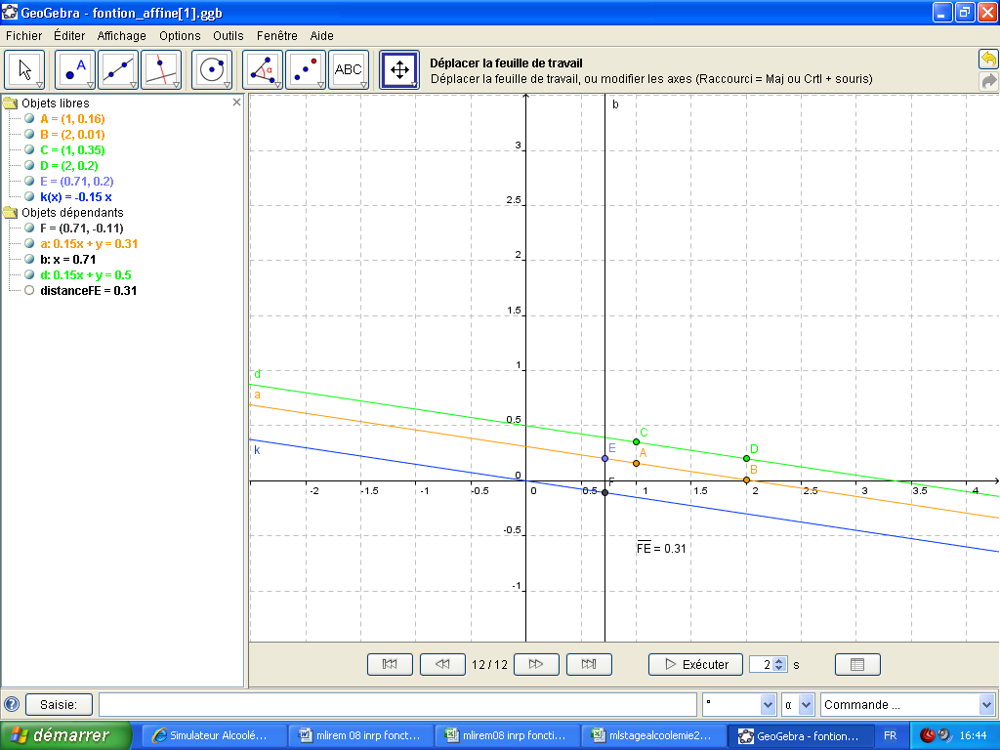 GeoGebra - fontion_affine[1].ggb
Fichier Éditer Affichage Options Outils Fenêtre Aide
A
α
ABC
Déplacer la feuille de travail
Déplacer la feuille de travail, ou modifier les axes (Raccourci = Maj ou Crtl + souris)
Objets libres
A = (1, 0.16)
B = (2, 0.01)
C = (1, 0.35)
D = (2, 0.2)
E = (0.71, 0.2)
k(x) = -0.15 x
Objets dépendants
F = (0.71, -0.11)
a: 0.15x + y = 0.31
b: x = 0.71
d: 0.15x + y = 0.5
distanceFE = 0.31
b
3
2.5
2
1.5
1
d
a
0.5
C
k
E
A
D
B
0
F
-2 -1.5 -1 -0.5 0 0.5 1 1.5 2 2.5 3 3.5 4
-0.5
FE = 0.31
-1
12 / 12
Exécuter
2 s
Saisie:
° α Commande ...
démarrer
Simulateur Alcoolé...
mlirem 08 inrp fonct...
mlirem08 inrp foncti...
mlstagealcoolemie2...
GeoGebra - fontion...
FR
16:44